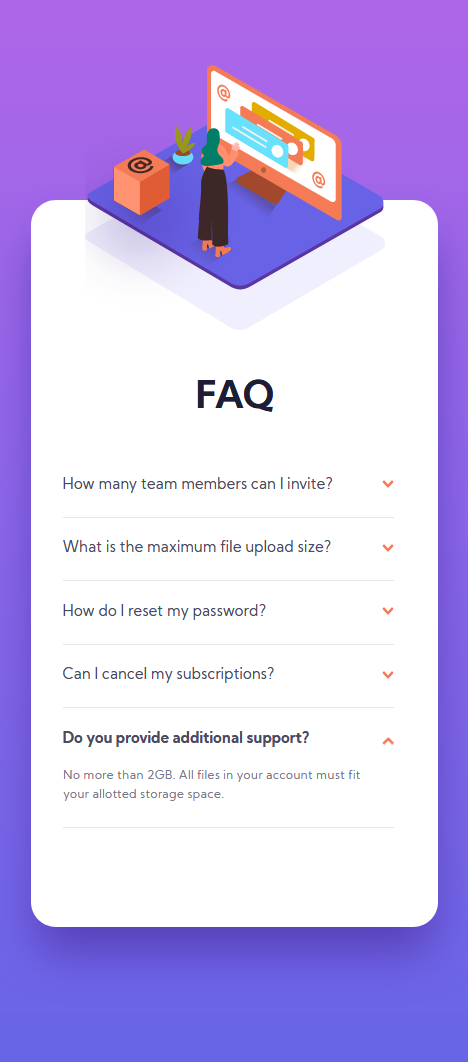 @
@
@
FAQ
How many team members can I invite?
What is the maximum file upload size?
How do I reset my password?
Can I cancel my subscriptions?
Do you provide additional support?
No more than 2GB. All files in your account must fit
your allotted storage space.